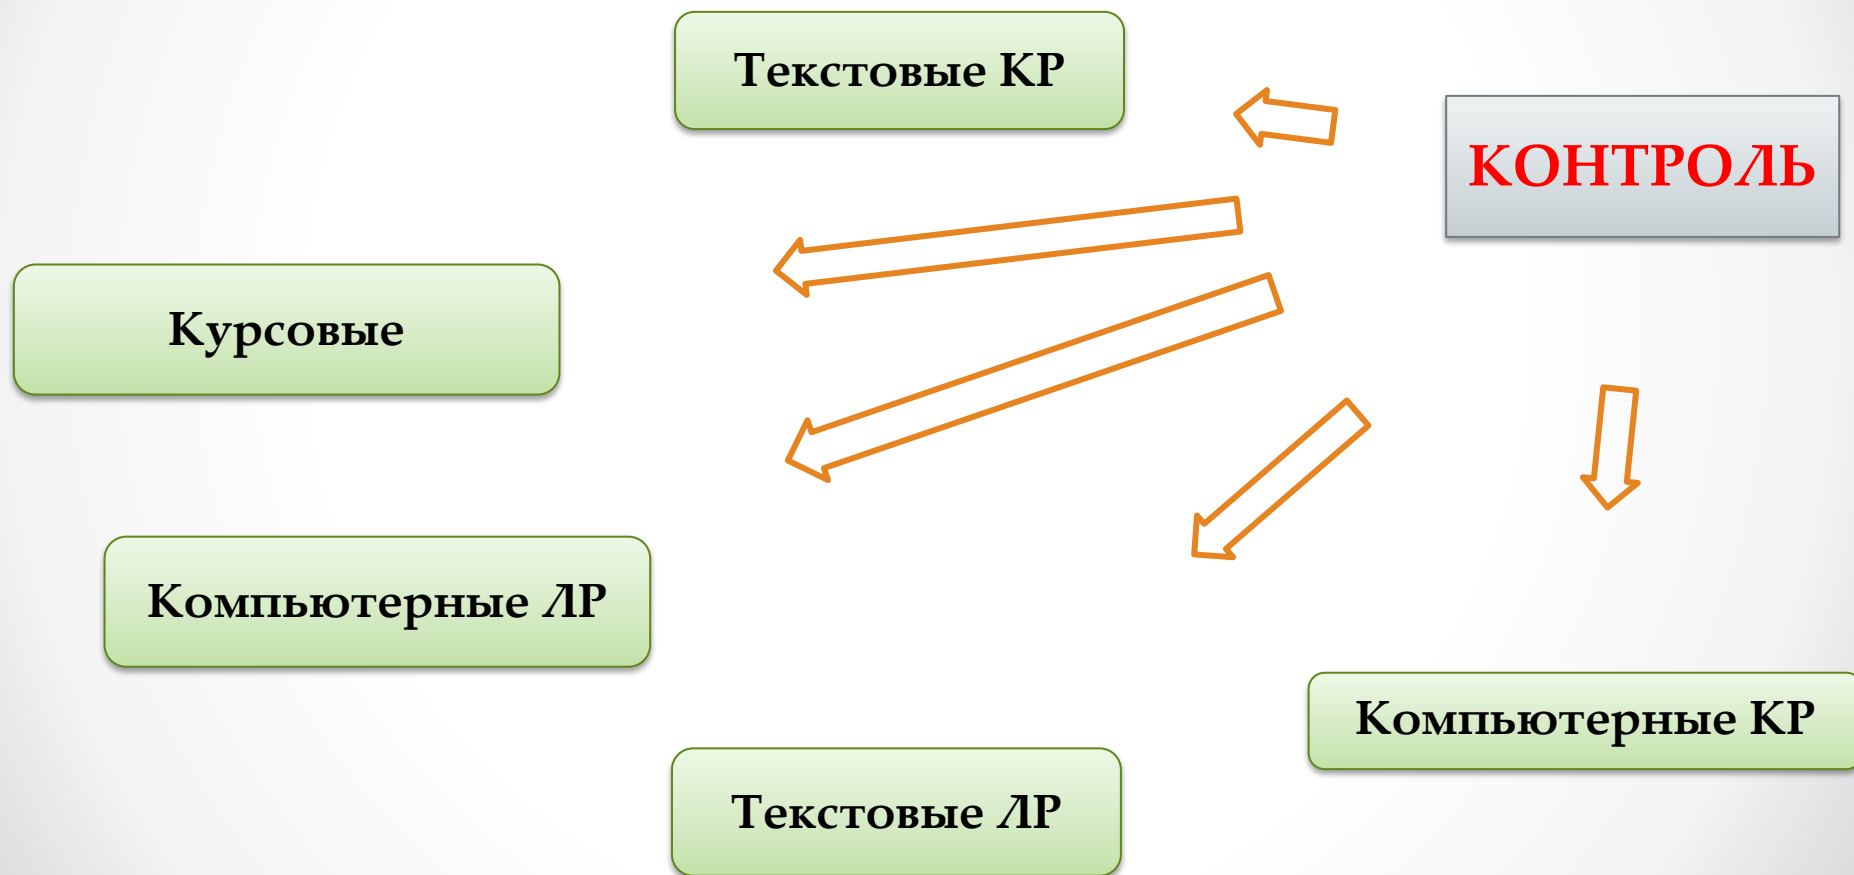 Текстовые КР
КОНТРОЛЬ
Курсовые
Компьютерные ЛР
Компьютерные КР
Текстовые ЛР